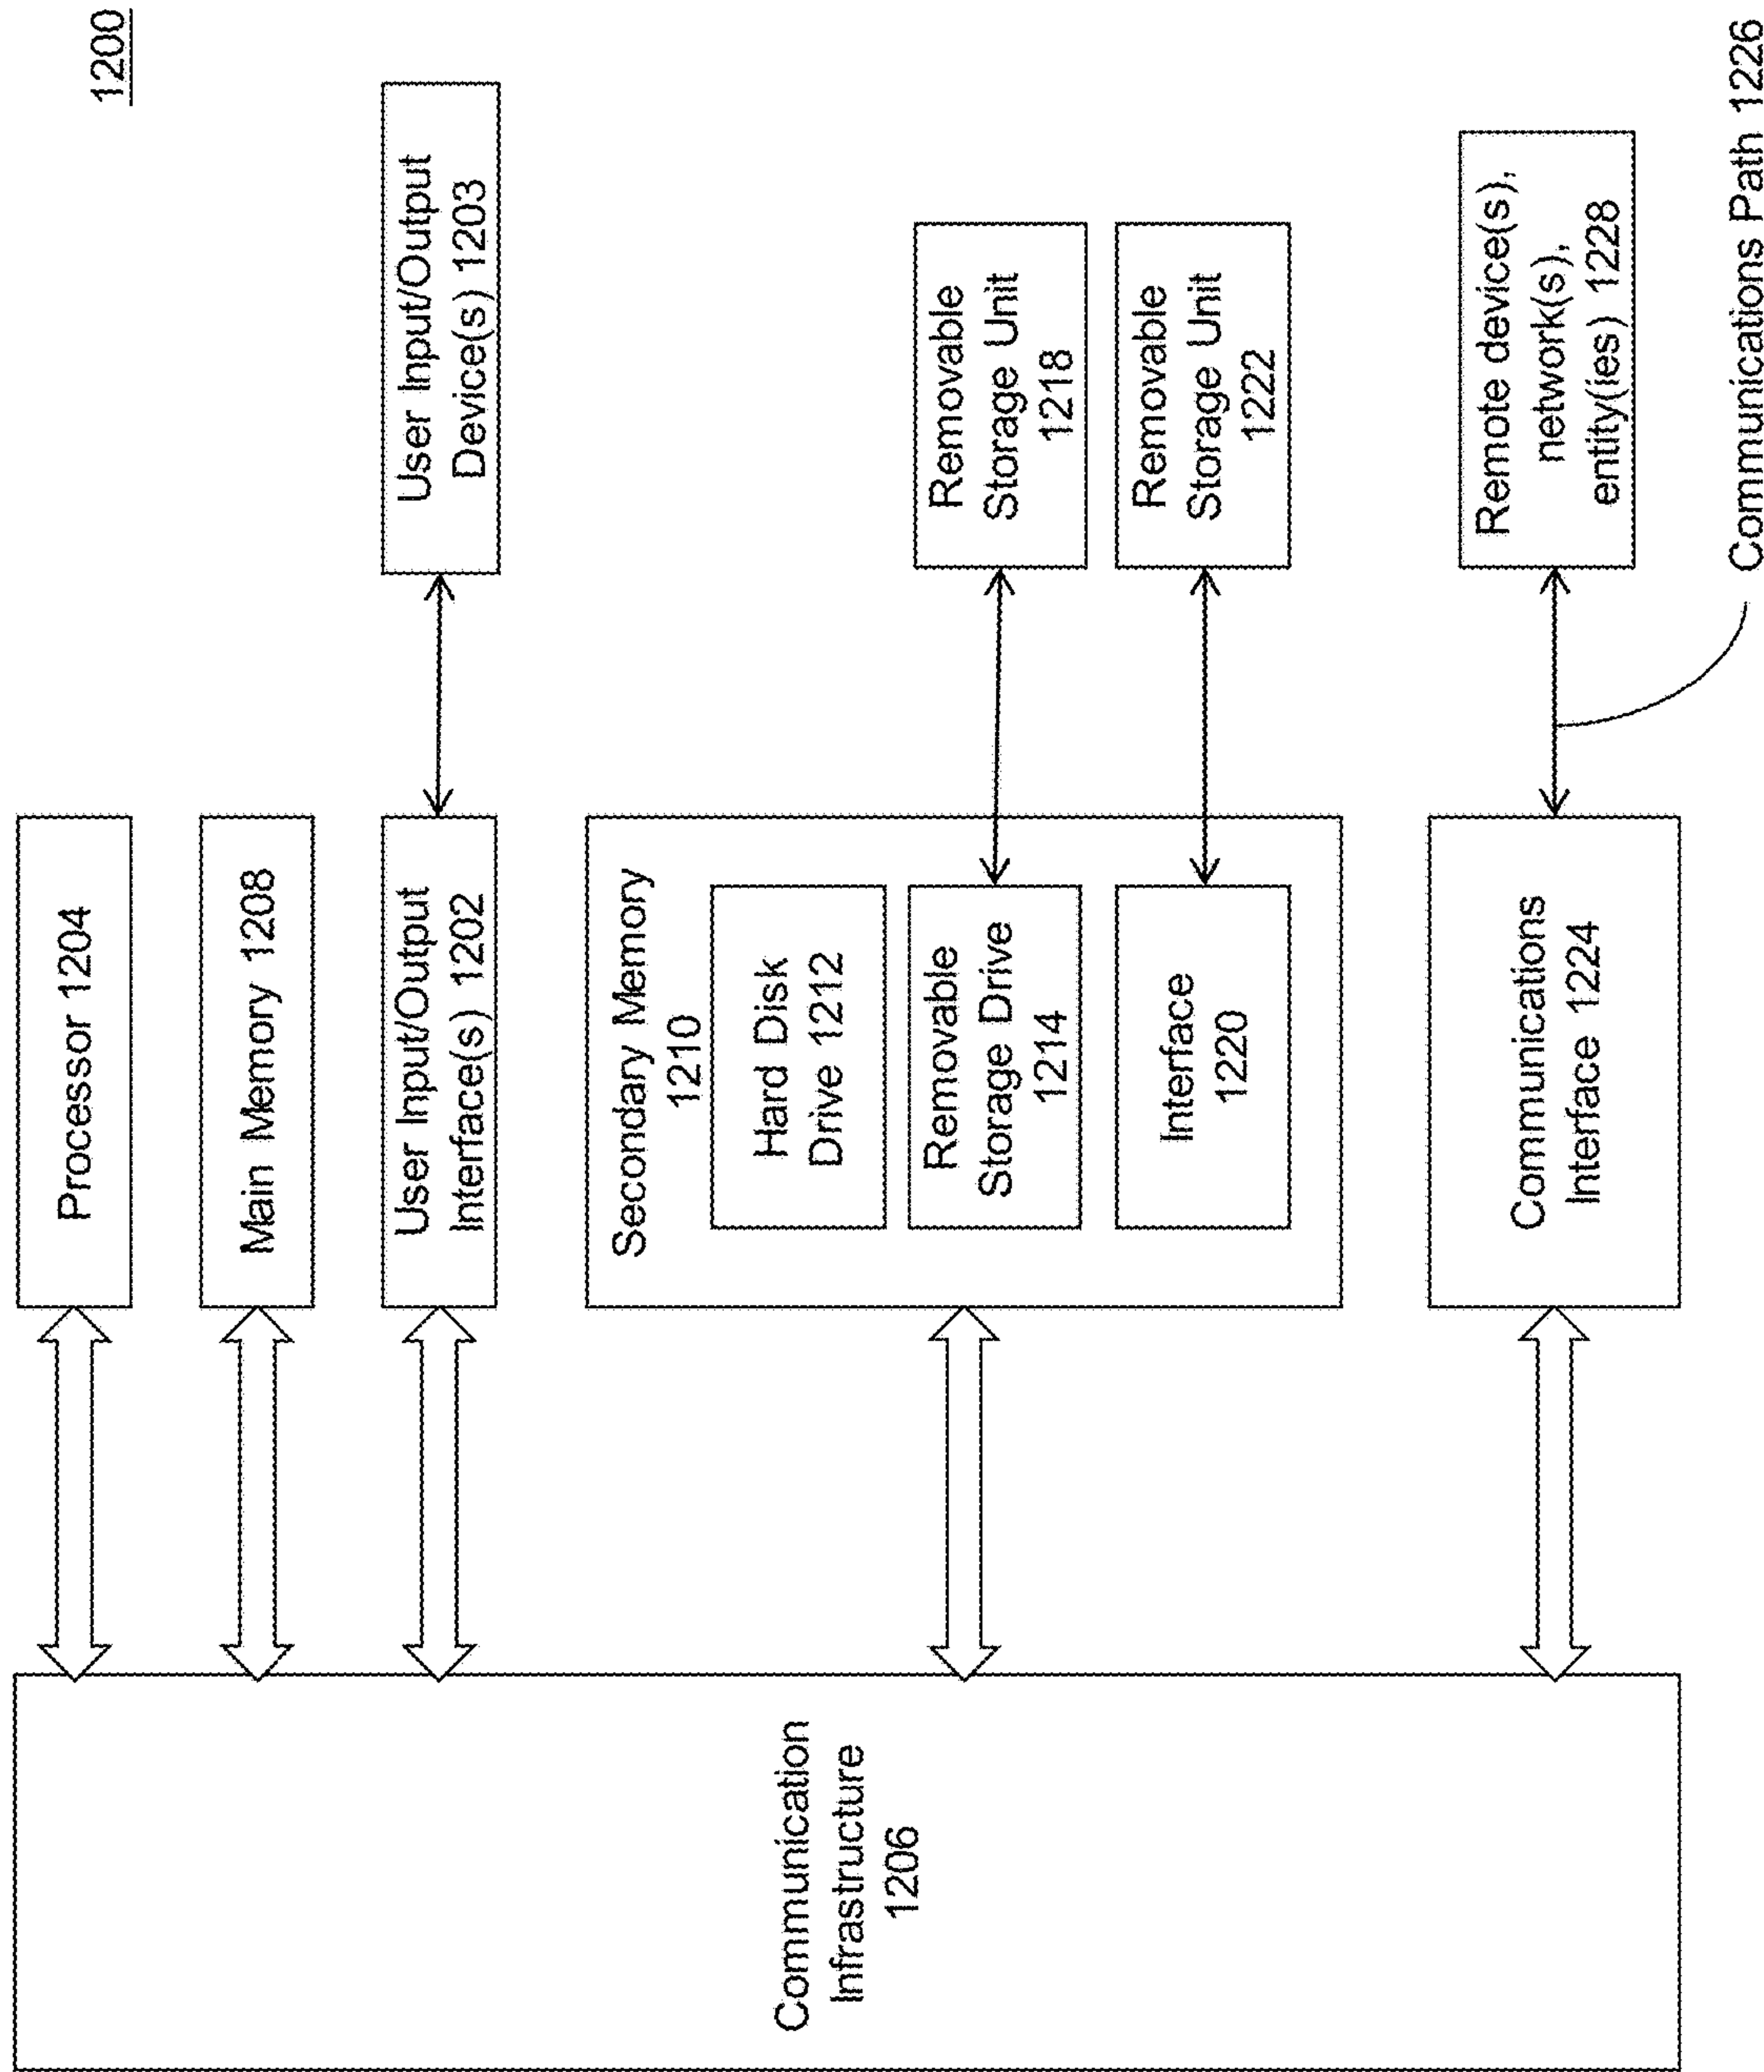 1200
Processor 1204
Main Memory 1208
User Input/Output
Interface(s) 1202
User Input/Output
Device(s) 1203
Communication
Infrastructure
1206
Secondary Memory
1210
Hard Disk
Drive 1212
Removable
Storage Drive
1214
Removable
Storage Unit
1218
Interface
1220
Removable
Storage Unit
1222
Communications
Interface 1224
Remote device(s),
network(s),
entity(ies) 1228
Communications Path 1226